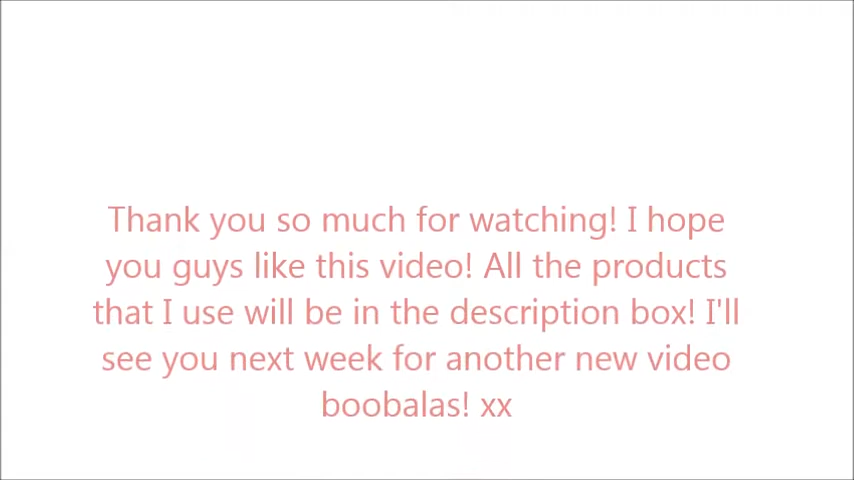 Thank you so much for watching! I hope
you guys like this video! All the products
that I use will be in the description box! I'll
see you next week for another new video
boobalas! xx